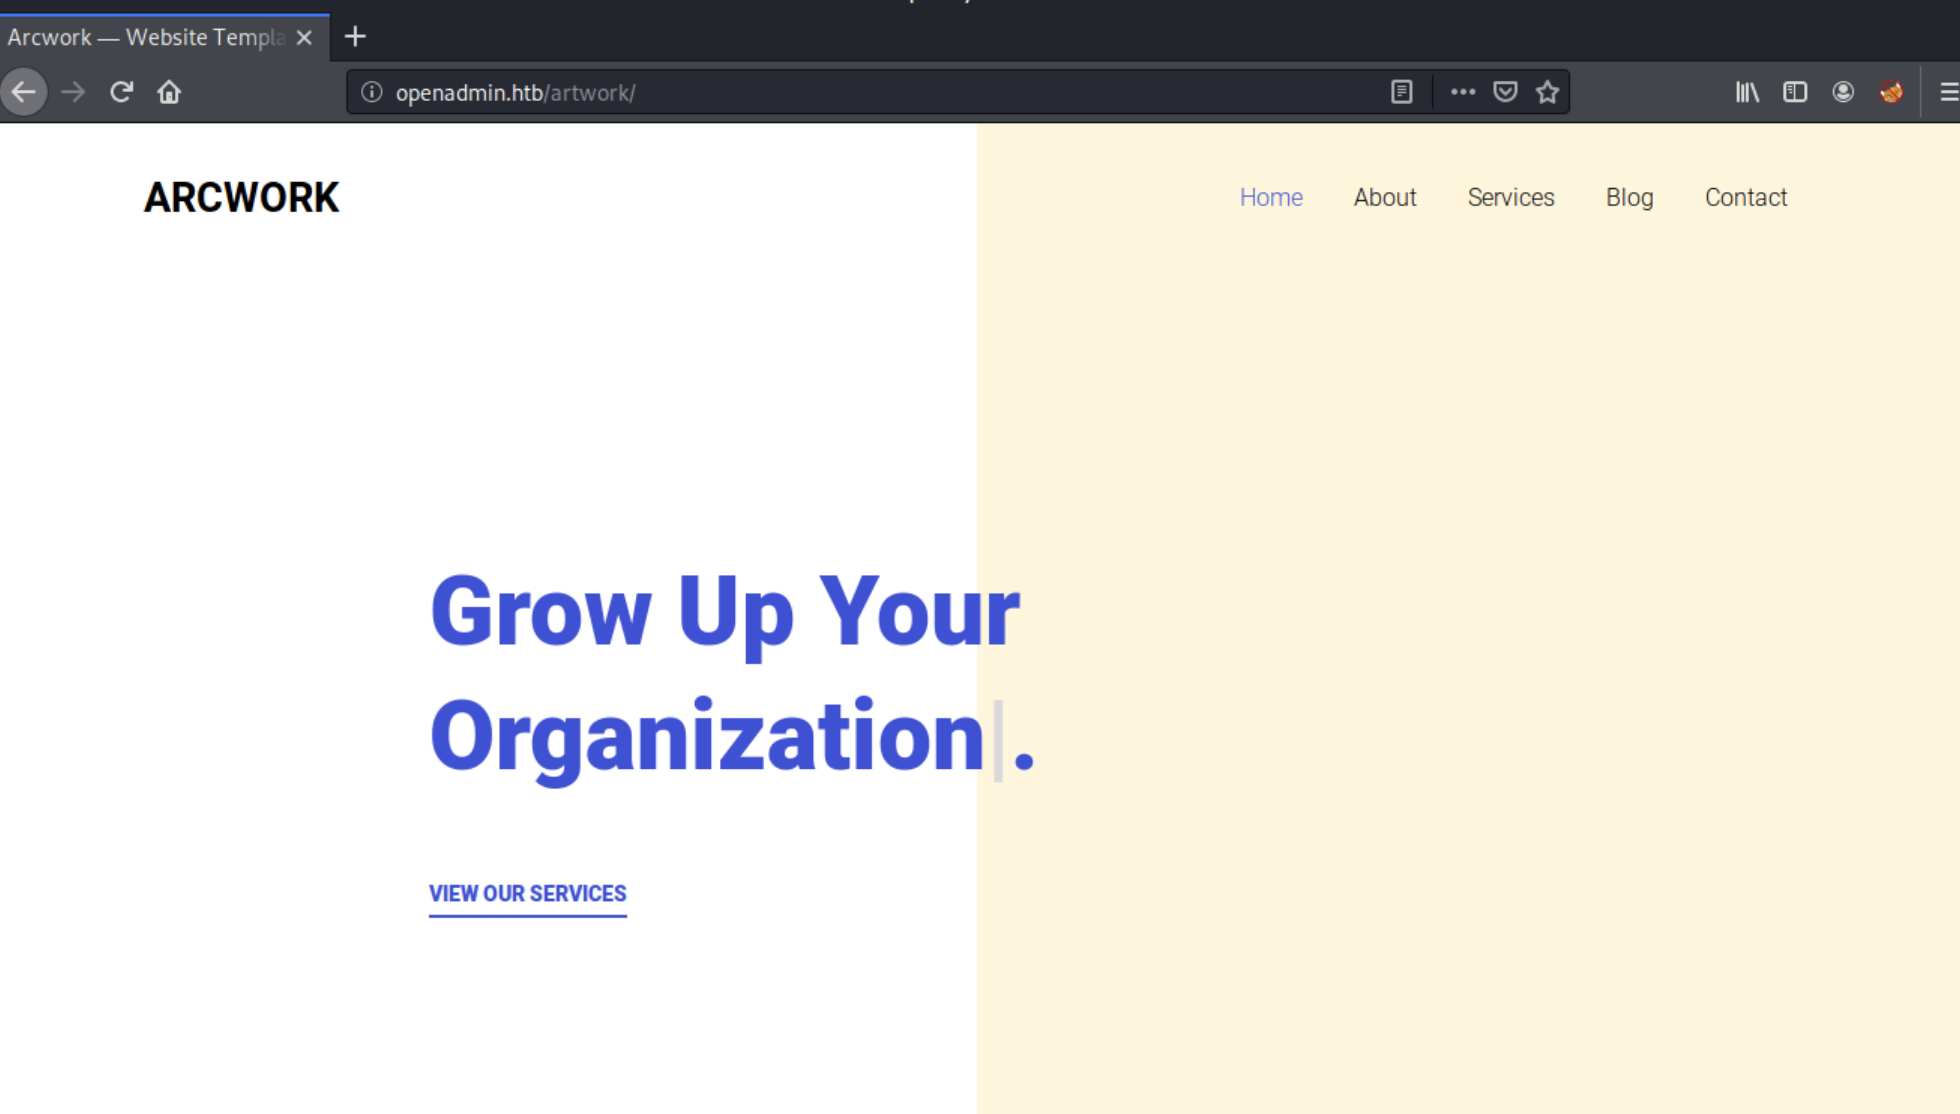 Arcwork — Website Templa
openadmin.htb/artwork/
ARCWORK
Home About Services Blog Contact
Grow Up Your
Organization|.
VIEW OUR SERVICES